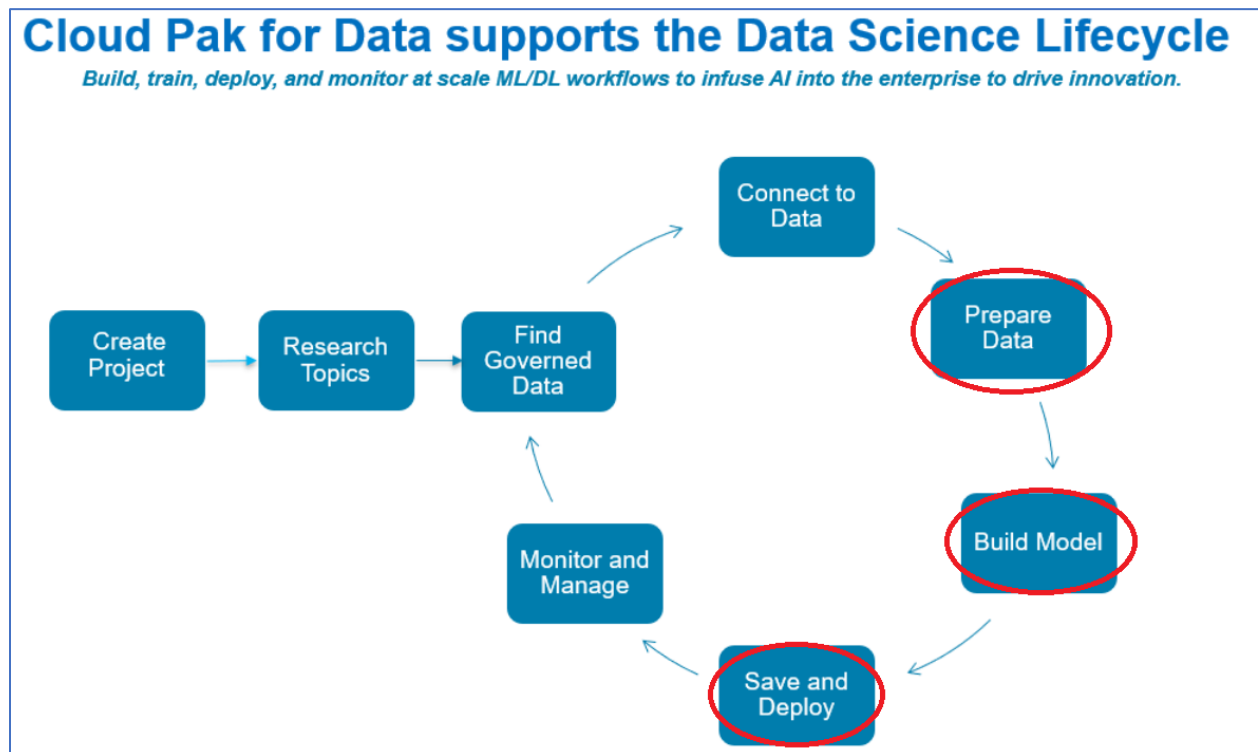 Cloud Pak for Data supports the Data Science Lifecycle
Build, train, deploy, and monitor at scale ML/DL workflows to infuse AI into the enterprise to drive innovation.
Create
Project
Research
Topics
Find
Governed
Data
Connect to
Data
Prepare
Data
Build Model
Save and
Deploy
Monitor and
Manage